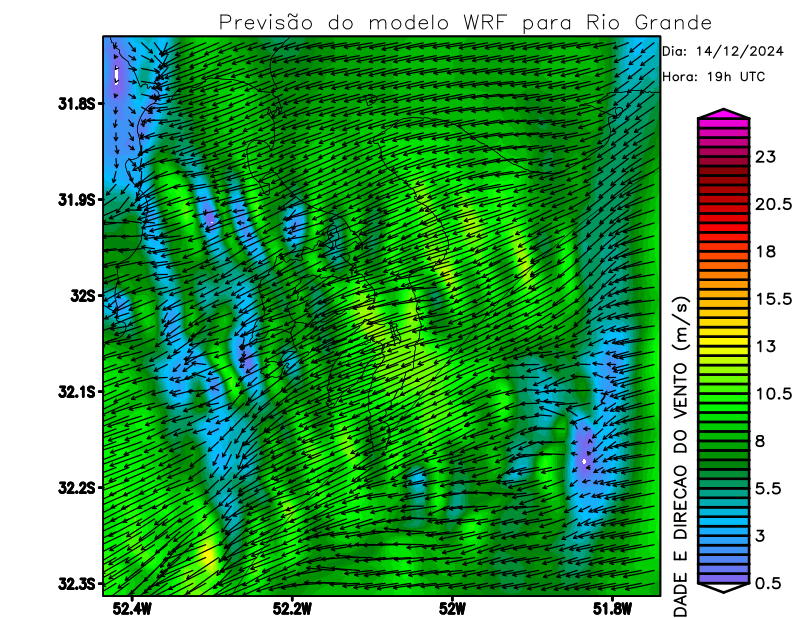 Previsão do modelo WRF para Rio Grande
Dia: 14/12/2024
Hora: 19h UTC
31.8S
31.9S
32S
32.1S
32.2S
32.3S
52.4W
52.2W
52W
51.8W
23
20.5
18
15.5
13
10.5
8
5.5
3
0.5
DADE E DIRECAO DO VENTO (m/s)